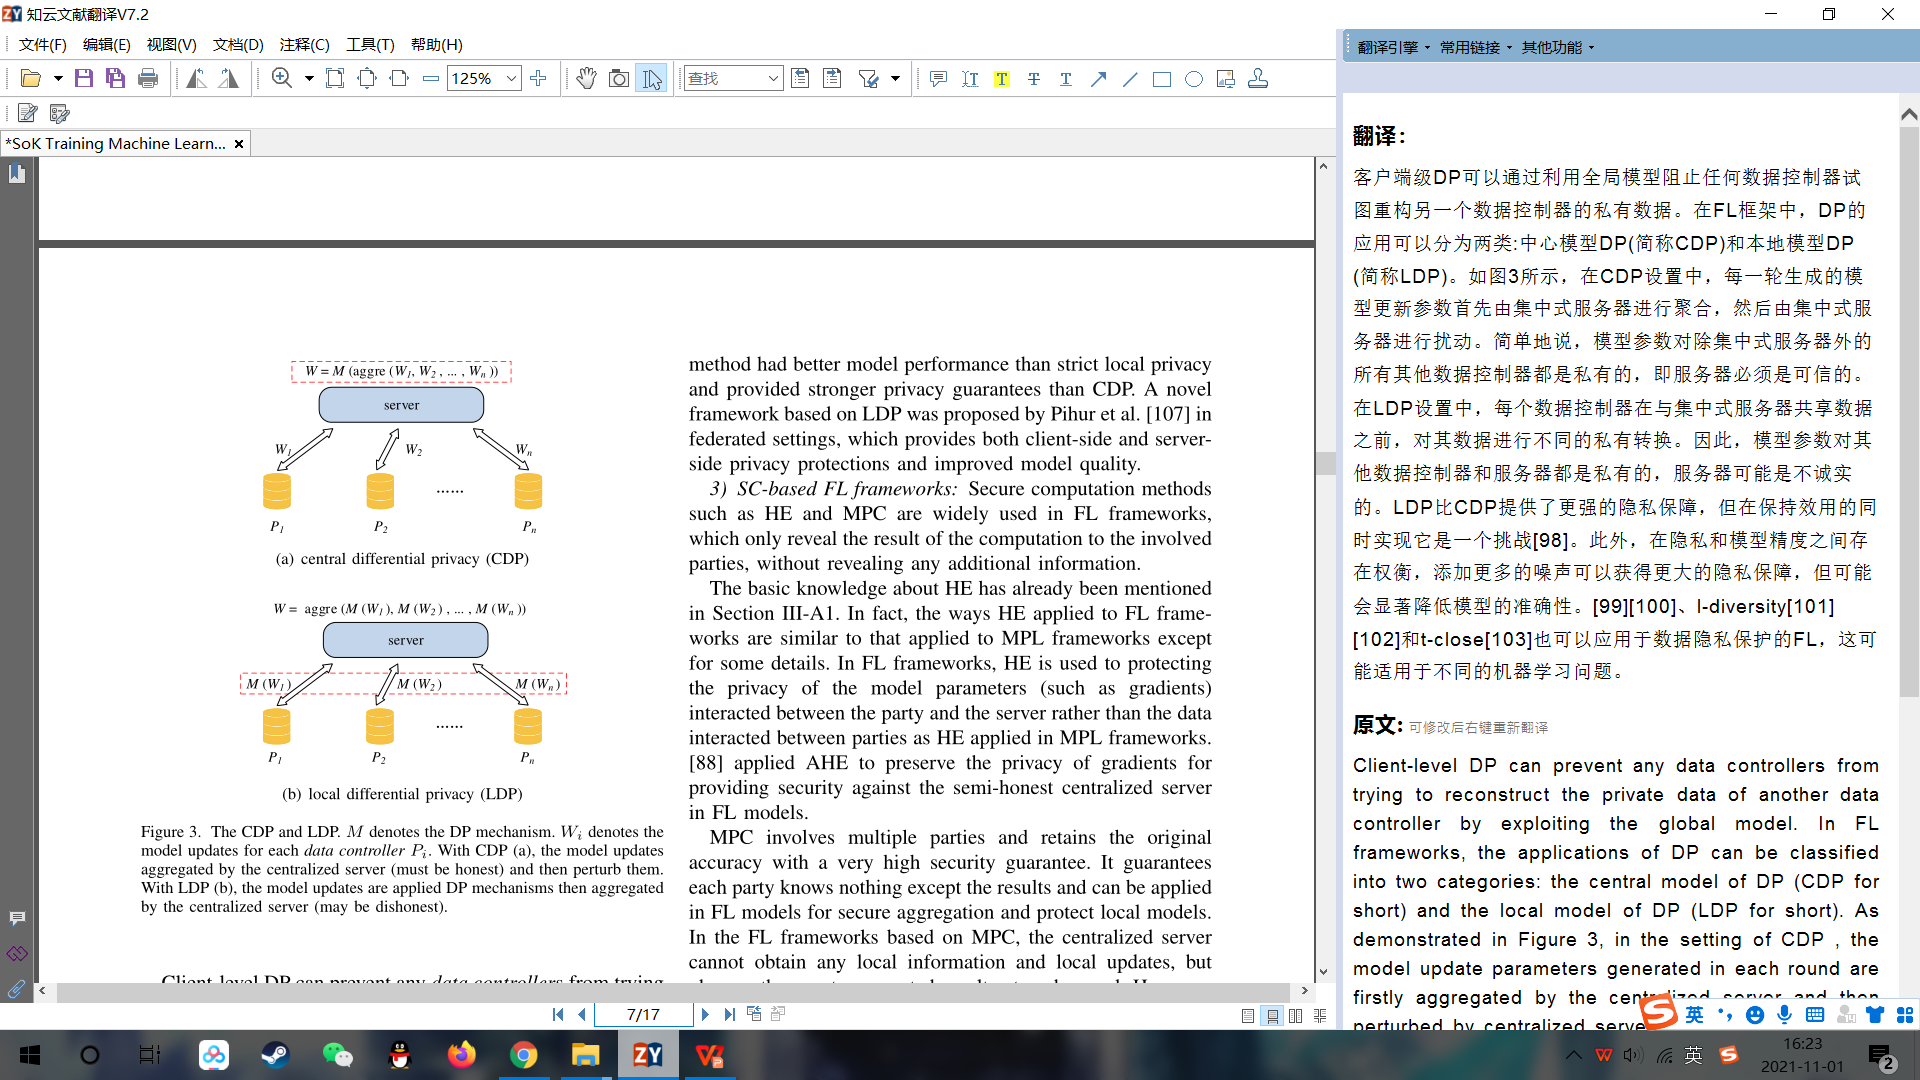 知云文献翻译V7.2
文件(F) 编辑(E) 视图(V) 文档(D) 注释(C) 工具(T) 帮助(H)
翻译引擎 常用链接 其他功能
125%
查找
*SoK Training Machine Learn...
W = M (aggre (W1, W2 , ... , Wn ))
server
W1
W2
Wn
......
P1
P2
Pn
(a) central differential privacy (CDP)
W = aggre (M (W1 ), M (W2 ) , ... , M (Wn ))
server
M (W1 )
M (W2 )
M (Wn )
......
P1
P2
Pn
(b) local differential privacy (LDP)
Figure 3. The CDP and LDP. M denotes the DP mechanism. Wi denotes the
model updates for each data controller Pi. With CDP (a), the model updates
aggregated by the centralized server (must be honest) and then perturb them.
With LDP (b), the model updates are applied DP mechanisms then aggregated
by the centralized server (may be dishonest).
Client-level DP can prevent any data controllers from trying
method had better model performance than strict local privacy
and provided stronger privacy guarantees than CDP. A novel
framework based on LDP was proposed by Pihur et al. [107] in
federated settings, which provides both client-side and server-
side privacy protections and improved model quality.
3) SC-based FL frameworks: Secure computation methods
such as HE and MPC are widely used in FL frameworks,
which only reveal the result of the computation to the involved
parties, without revealing any additional information.
The basic knowledge about HE has already been mentioned
in Section III-A1. In fact, the ways HE applied to FL frame-
works are similar to that applied to MPL frameworks except
for some details. In FL frameworks, HE is used to protecting
the privacy of the model parameters (such as gradients)
interacted between the party and the server rather than the data
interacted between parties as HE applied in MPL frameworks.
[88] applied AHE to preserve the privacy of gradients for
providing security against the semi-honest centralized server
in FL models.
MPC involves multiple parties and retains the original
accuracy with a very high security guarantee. It guarantees
each party knows nothing except the results and can be applied
in FL models for secure aggregation and protect local models.
In the FL frameworks based on MPC, the centralized server
cannot obtain any local information and local updates, but
7/17
翻译：
客户端级DP可以通过利用全局模型阻止任何数据控制器试
图重构另一个数据控制器的私有数据。在FL框架中，DP的
应用可以分为两类:中心模型DP(简称CDP)和本地模型DP
(简称LDP)。如图3所示，在CDP设置中，每一轮生成的模
型更新参数首先由集中式服务器进行聚合，然后由集中式服
务器进行扰动。简单地说，模型参数对除集中式服务器外的
所有其他数据控制器都是私有的，即服务器必须是可信的。
在LDP设置中，每个数据控制器在与集中式服务器共享数据
之前，对其数据进行不同的私有转换。因此，模型参数对其
他数据控制器和服务器都是私有的，服务器可能是不诚实
的。LDP比CDP提供了更强的隐私保障，但在保持效用的同
时实现它是一个挑战[98]。此外，在隐私和模型精度之间存
在权衡，添加更多的噪声可以获得更大的隐私保障，但可能
会显著降低模型的准确性。[99][100]、l-diversity[101]
[102]和t-close[103]也可以应用于数据隐私保护的FL，这可
能适用于不同的机器学习问题。
原文: 可修改后右键重新翻译
Client-level DP can prevent any data controllers from
trying to reconstruct the private data of another data
controller by exploiting the global model. In FL
frameworks, the applications of DP can be classified
into two categories: the central model of DP (CDP for
short) and the local model of DP (LDP for short). As
demonstrated in Figure 3, in the setting of CDP , the
model update parameters generated in each round are
firstly aggregated by the centralized server and then
perturbed by centralized serve
英
英
16:23
2021-11-01
2